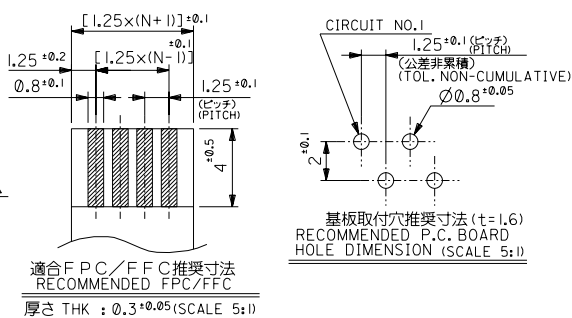 [1.25×(N+1)]±0.1
[1.25×(N-1)]±0.1
1.25 ±0.2
0.8±0.1
1.25 ±0.1
(ピッチ)
(PITCH)
4 ±0.5
適合FPC/FFC推奨寸法
RECOMMENDED FPC/FFC
厚さ THK : 0.3±0.05(SCALE 5:1)
CIRCUIT NO.1
1.25±0.1(ピッチ)
(PITCH)
(公差非累積)
(TOL. NON-CUMULATIVE)
Ø0.8±0.05
2 ±0.1
基板取付穴推奨寸法(t=1.6)
RECOMMENDED P.C. BOARD
HOLE DIMENSION (SCALE 5:1)